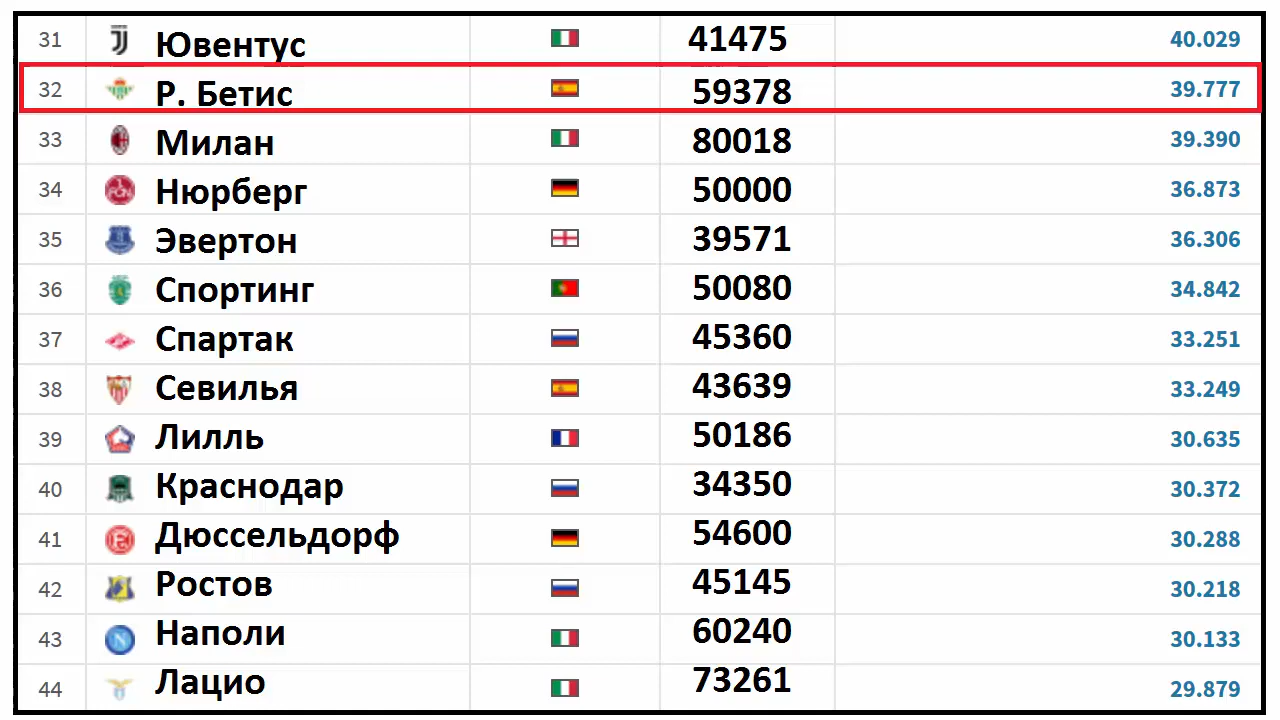 31 Ювентус 41475 40.029
32 Р. Бетис 59378 39.777
33 Милан 80018 39.390
34 Нюрберг 50000 36.873
35 Эвертон 39571 36.306
36 Спортинг 50080 34.842
37 Спартак 45360 33.251
38 Севилья 43639 33.249
39 Лилль 50186 30.635
40 Краснодар 34350 30.372
41 Дюссельдорф 54600 30.288
42 Ростов 45145 30.218
43 Наполи 60240 30.133
44 Лацио 73261 29.879